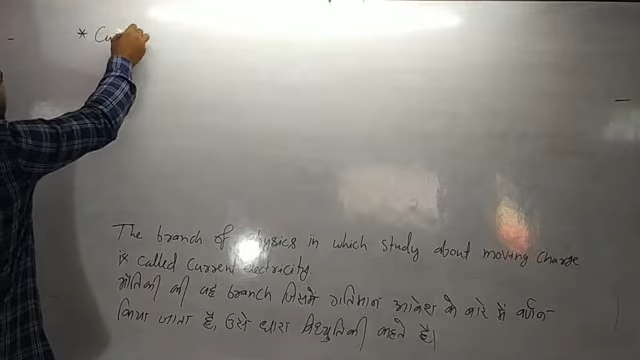 * Cu
The branch of physics in which study about moving charge
is called current electricity
भौतिकी की वह branch जिसमें गतिमान आवेश के बारे में वर्णन
किया जाता है, उसे धारा विधुतिकी कहते हैं।